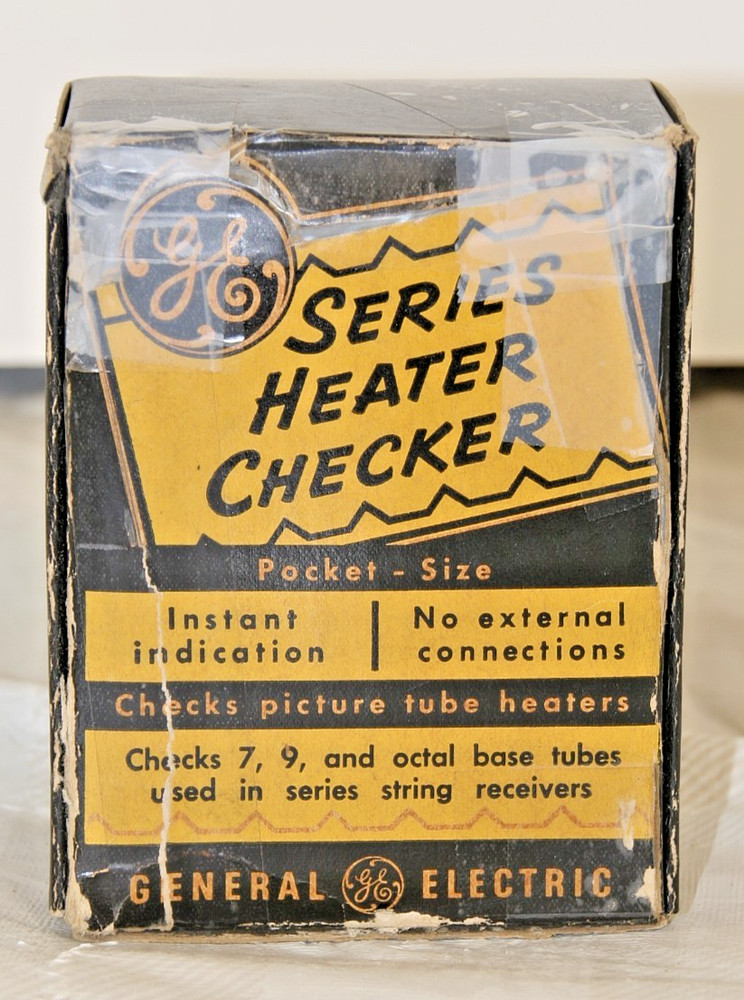 GE
SERIES
HEATER
CHECKER
Pocket - Size
Instant
indication
No external
connections
Checks picture tube heaters
Checks 7, 9, and octal base tubes
used in series string receivers
GENERAL GE ELECTRIC